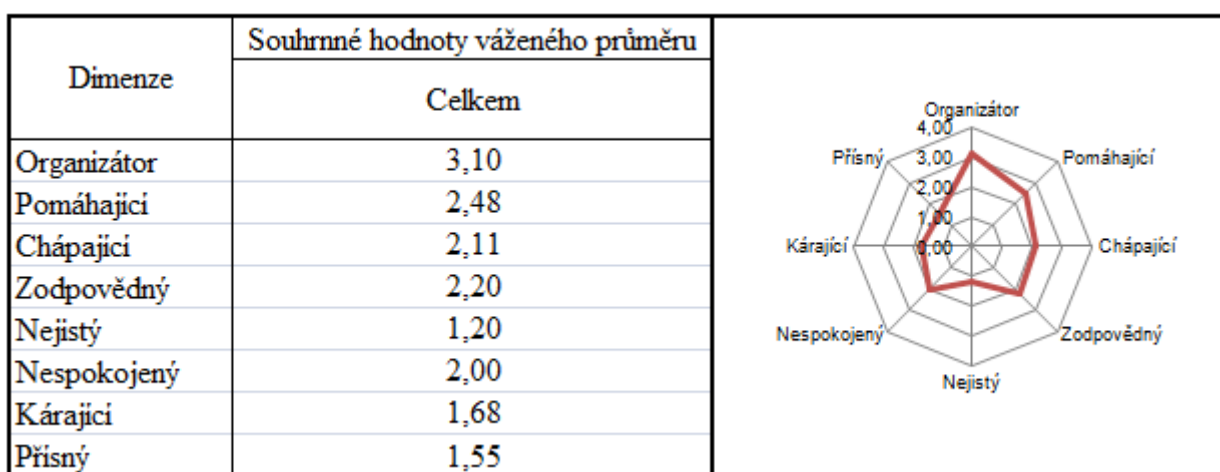 Dimenze
Souhrnné hodnoty váženého průměru
Celkem
Organizátor 3,10
Pomáhající 2,48
Chápající 2,11
Zodpovědný 2,20
Nejistý 1,20
Nespokojený 2,00
Kárající 1,68
Přísný 1,55
Organizátor
4,00
Přísný 3,00 Pomáhající
2,00
1,00
Kárající 0,00 Chápající
Nespokojený Zodpovědný
Nejistý